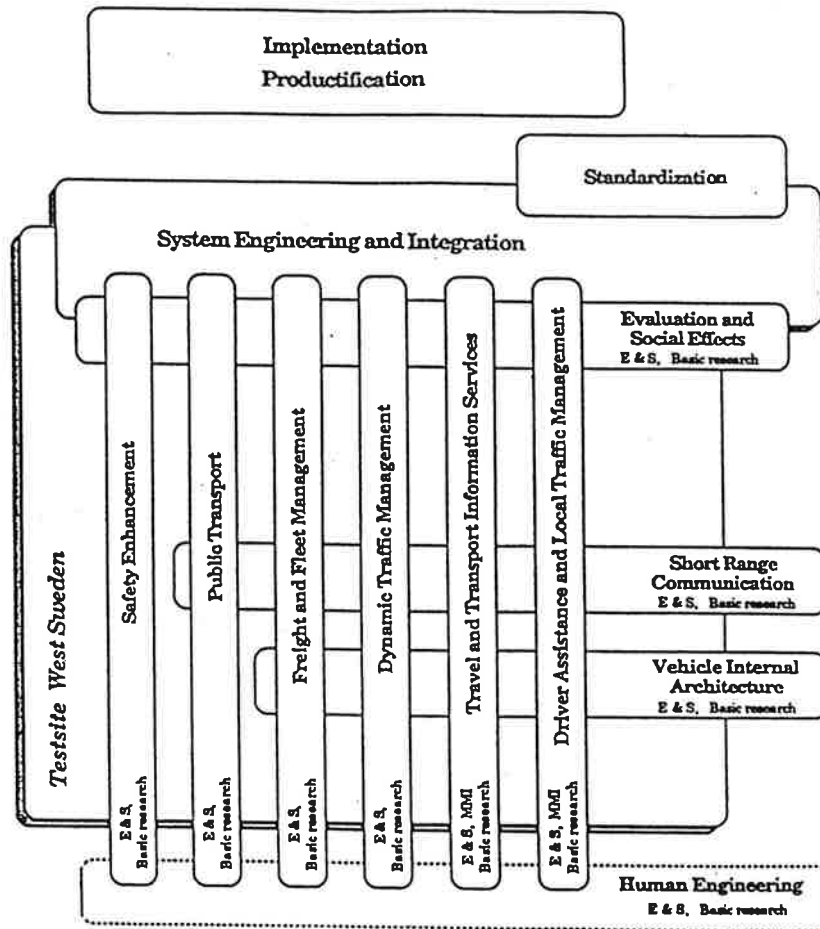 Implementation
Productification
Standardization
System Engineering and Integration
Evaluation and
Social Effects
E & S, Basic research
Short Range
Communication
E & S, Basic research
Vehicle Internal
Architecture
E & S, Basic research
Human Engineering
E & S, Basic research
Testsite West Sweden
Safety Enhancement
E & S,
Basic research
Public Transport
E & S,
Basic research
Freight and Fleet Management
E & S,
Basic research
Dynamic Traffic Management
E & S,
Basic research
Travel and Transport Information Services
E & S, MMI
Basic research
Driver Assistance and Local Traffic Management
E & S, MMI
Basic research